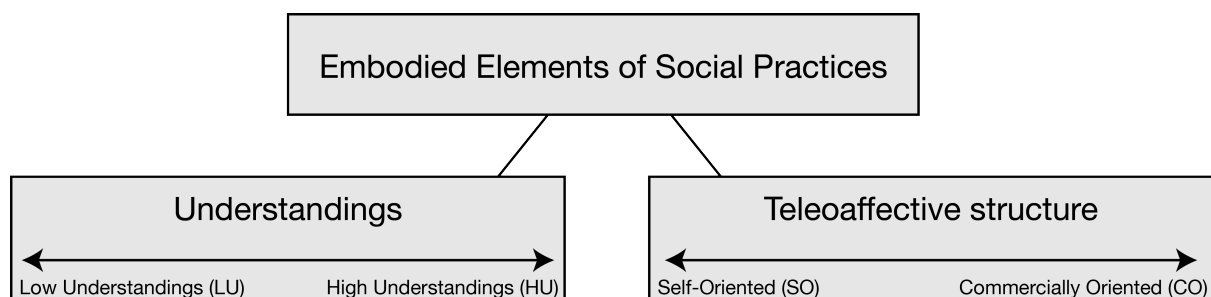 Embodied Elements of Social Practices
Understandings
Low Understandings (LU) High Understandings (HU)
Teleoaffective structure
Self-Oriented (SO) Commercially Oriented (CO)